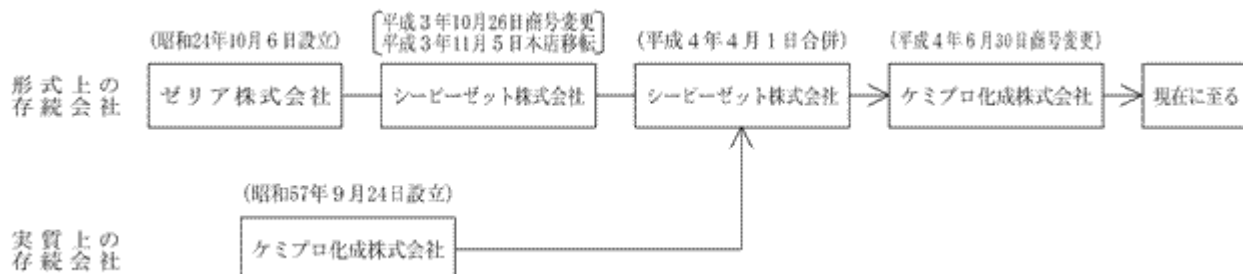 平成3年10月26日商号変更
(昭和24年10月6日設立) 平成3年11月5日本店移転 (平成4年4月1日合併) (平成4年6月30日商号変更)
形式上の
存続会社
ゼリア株式会社 シーピーゼット株式会社 シーピーゼット株式会社 ケミプロ化成株式会社 現在に至る
(昭和57年9月24日設立)
実質上の
存続会社
ケミプロ化成株式会社